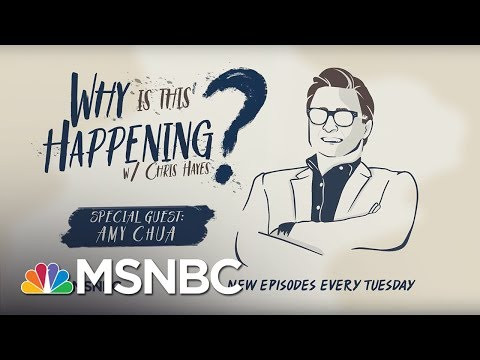 WHY IS THIS
HAPPENING?
W/ CHRIS HAYES
SPECIAL GUEST:
AMY CHUA
MSNBC
NEW EPISODES EVERY TUESDAY